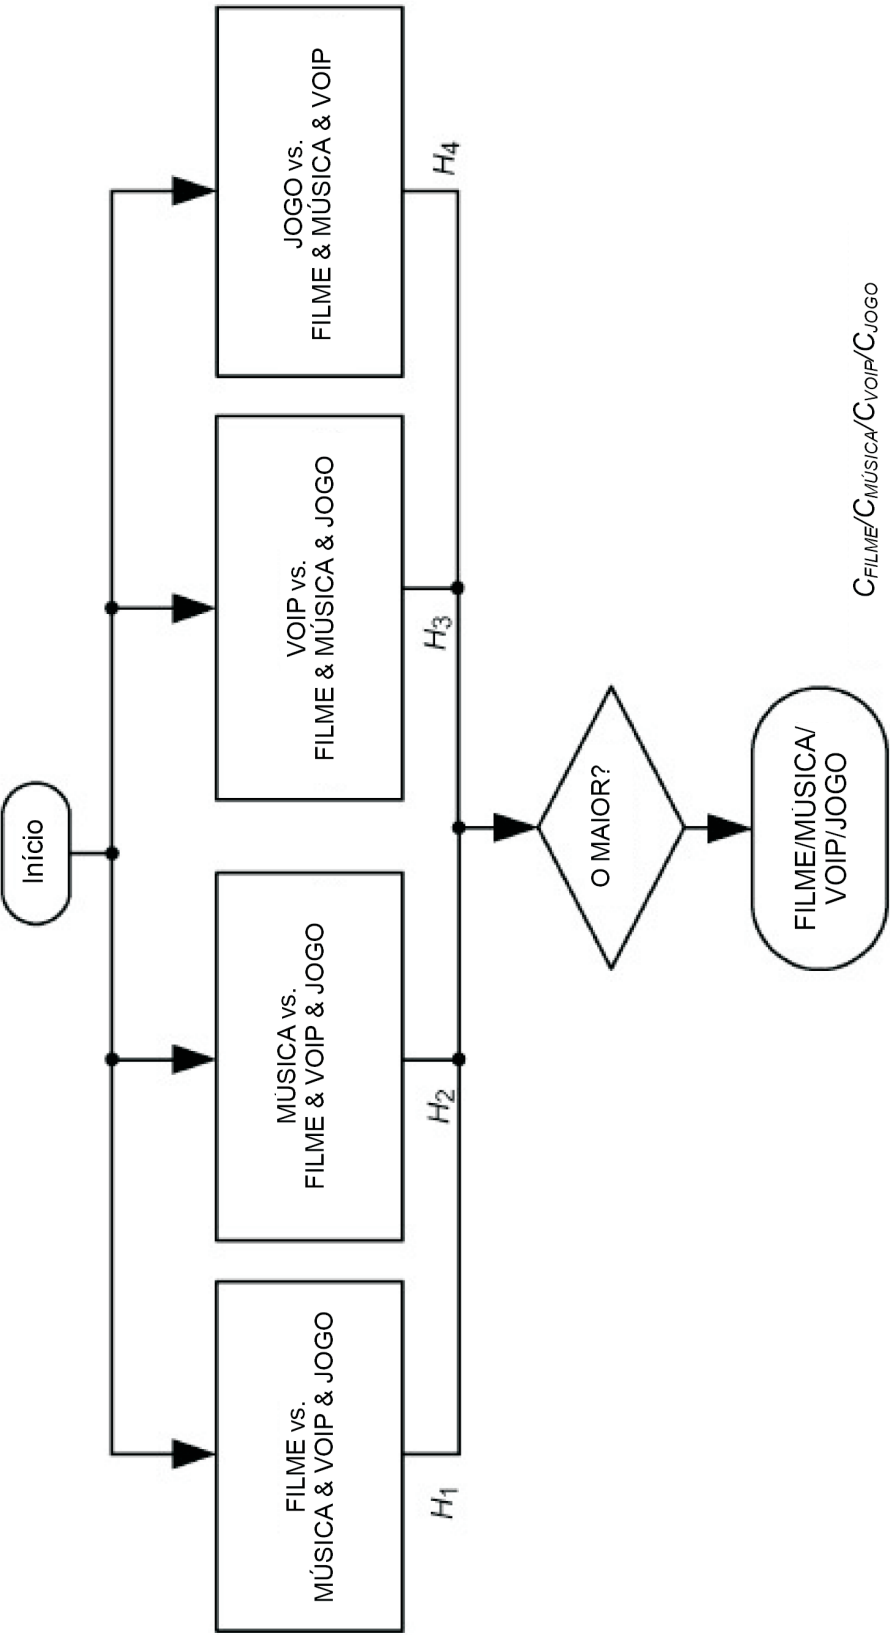 Início
FILME vs.
MÚSICA & VOIP & JOGO
MÚSICA vs.
FILME & VOIP & JOGO
VOIP vs.
FILME & MÚSICA & JOGO
JOGO vs.
FILME & MÚSICA & VOIP
H1
H2
H3
H4
O MAIOR?
FILME/MÚSICA/
VOIP/JOGO
CFILME/CMÚSICA/CVOIP/CJOGO